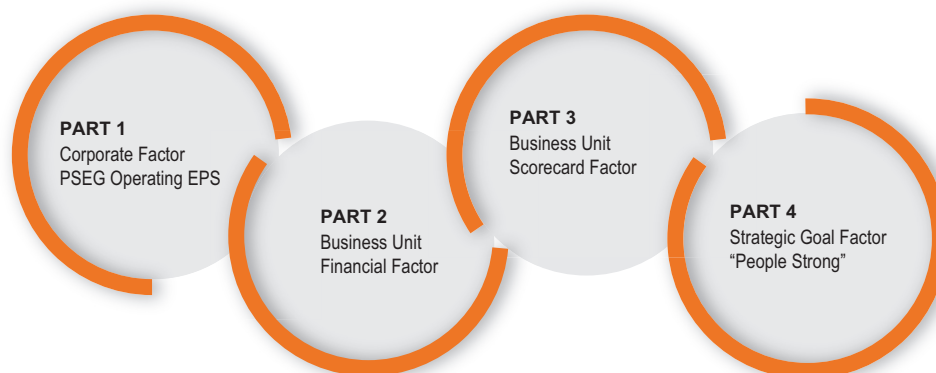 PART 1
Corporate Factor
PSEG Operating EPS
PART 2
Business Unit
Financial Factor
PART 3
Business Unit
Scorecard Factor
PART 4
Strategic Goal Factor
“People Strong”